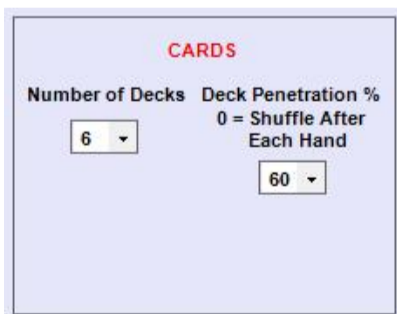 CARDS
Number of Decks
6
Deck Penetration %
0 = Shuffle After
Each Hand
60